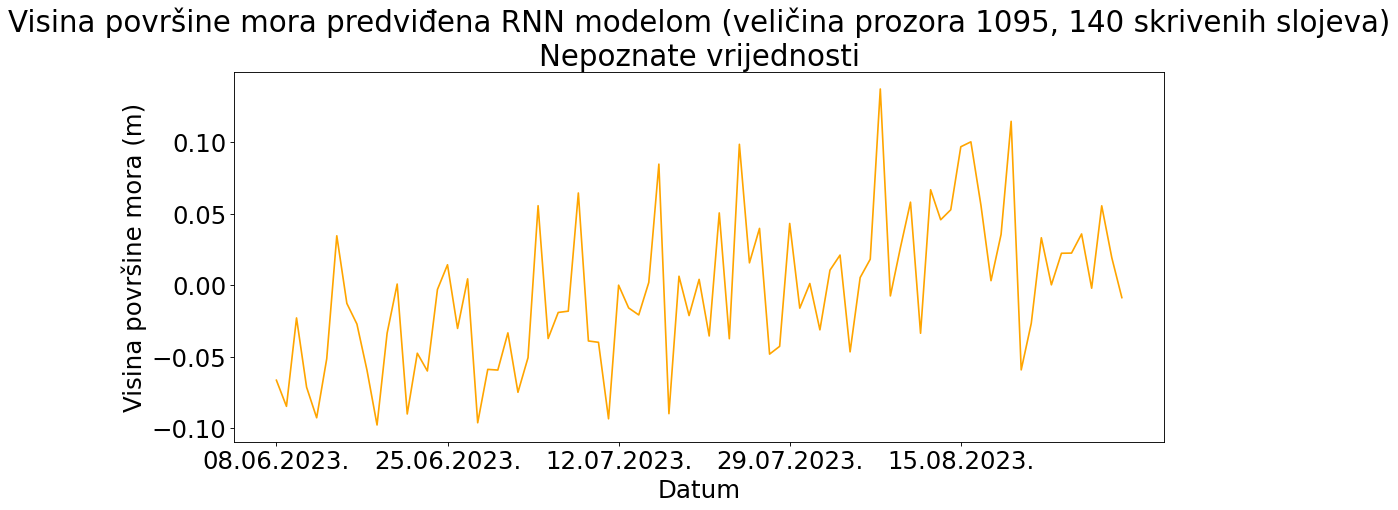 Visina površine mora predviđena RNN modelom (veličina prozora 1095, 140 skrivenih slojeva)
Nepoznate vrijednosti
Visina površine mora (m)
0.10
0.05
0.00
−0.05
−0.10
08.06.2023. 25.06.2023. 12.07.2023. 29.07.2023. 15.08.2023.
Datum